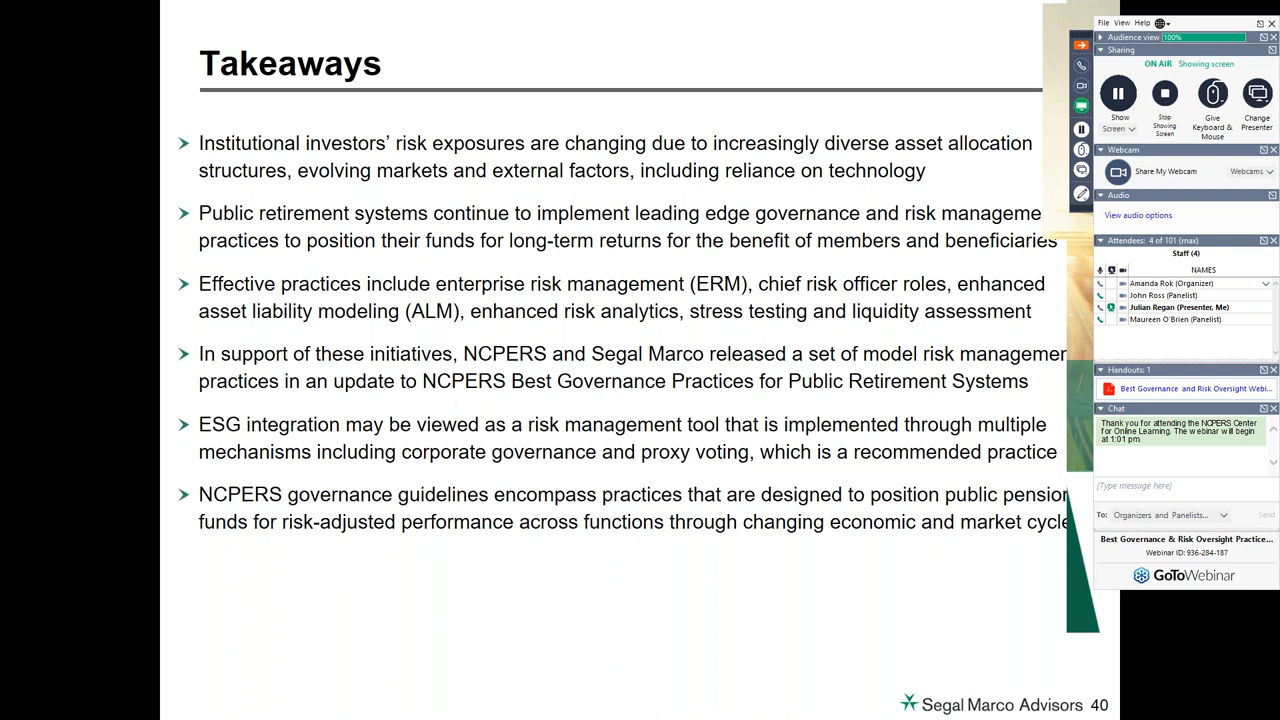 Takeaways
Institutional investors' risk exposures are changing due to increasingly diverse asset allocation
structures, evolving markets and external factors, including reliance on technology
Public retirement systems continue to implement leading edge governance and risk manageme
practices to position their funds for long-term returns for the benefit of members and beneficiaries
Effective practices include enterprise risk management (ERM), chief risk officer roles, enhanced
asset liability modeling (ALM), enhanced risk analytics, stress testing and liquidity assessment
In support of these initiatives, NCPERS and Segal Marco released a set of model risk managemen
practices in an update to NCPERS Best Governance Practices for Public Retirement Systems
ESG integration may be viewed as a risk management tool that is implemented through multiple
mechanisms including corporate governance and proxy voting, which is a recommended practice
NCPERS governance guidelines encompass practices that are designed to position public pension
funds for risk-adjusted performance across functions through changing economic and market cycle
Segal Marco Advisors 40
File View Help
Audience view 100%
Sharing
ON AIR Showing screen
Show
Screen
Stop
Showing
Screen
Give
Keyboard &
Mouse
Change
Presenter
Webcam
Share My Webcam
Webcams
Audio
View audio options
Attendees: 4 of 101 (max)
Staff (4)
NAMES
Amanda Rok (Organizer)
John Ross (Panelist)
Julian Regan (Presenter, Me)
Maureen O'Brien (Panelist)
Handouts: 1
Best Governance and Risk Oversight Webi...
Chat
Thank you for attending the NCPERS Center
for Online Learning. The webinar will begin
at 1:01 pm.
[Type message here]
To: Organizers and Panelists...
Send
Best Governance & Risk Oversight Practice...
Webinar ID: 936-284-187
GoToWebinar